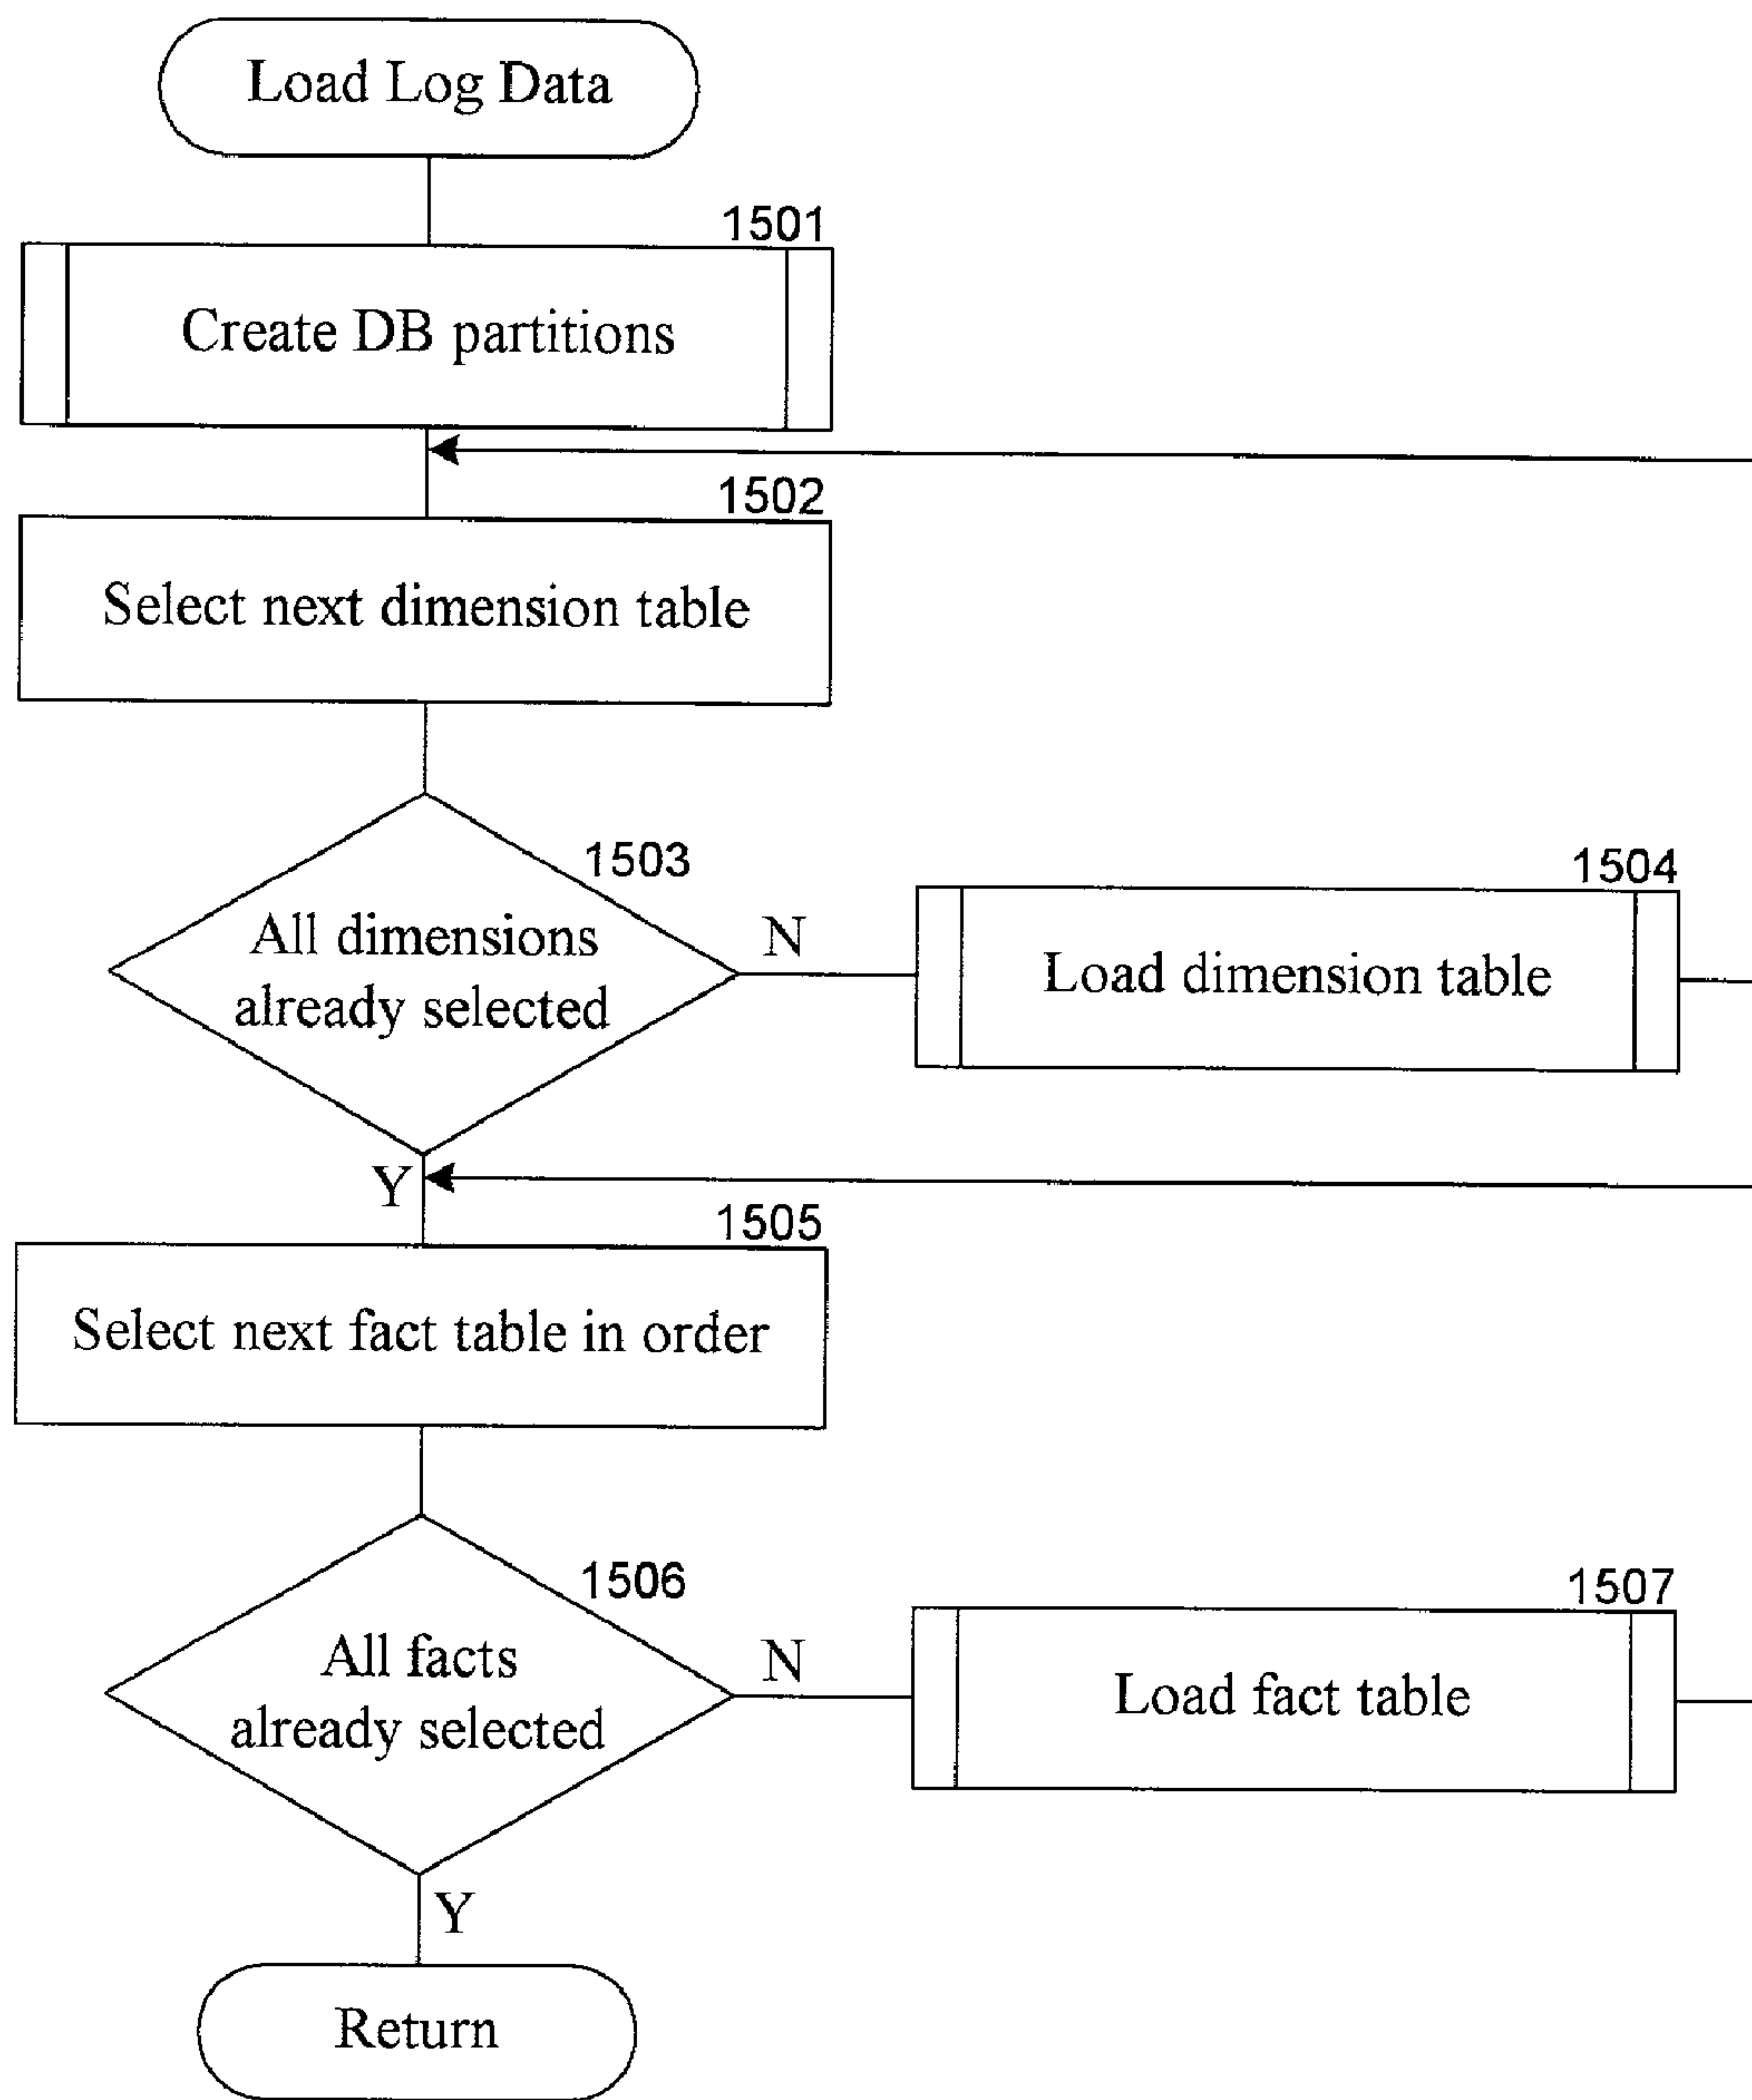 Load Log Data
1501
Create DB partitions
1502
Select next dimension table
1503
All dimensions
already selected
N
1504
Load dimension table
Y
1505
Select next fact table in order
1506
All facts
already selected
N
1507
Load fact table
Y
Return